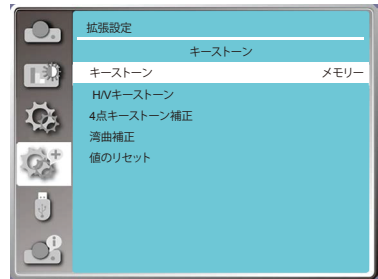 拡張設定
キーストーン
キーストーン メモリー
H/Vキーストーン
4点キーストーン補正
湾曲補正
値のリセット